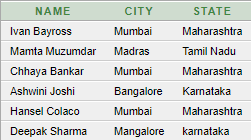 NAME CITY STATE
Ivan Bayross Mumbai Maharashtra
Mamta Muzumdar Madras Tamil Nadu
Chhaya Bankar Mumbai Maharashtra
Ashwini Joshi Bangalore Karnataka
Hansel Colaco Mumbai Maharashtra
Deepak Sharma Mangalore karnataka